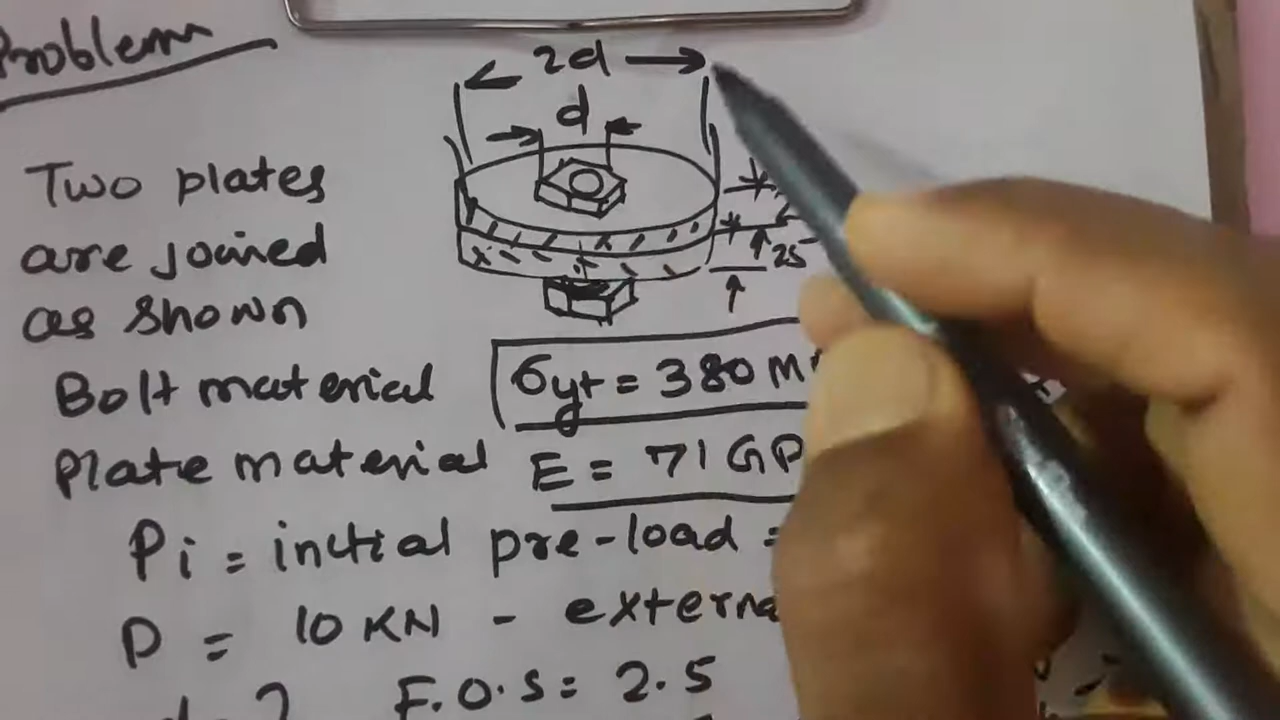 Problem
2d
d
Two plates
are joined
25
as shown
Bolt material σyt = 380 M
Plate material E = 71 GP
Pi = initial pre-load =
P = 10 KN - externa
d = ? F.O.S = 2.5